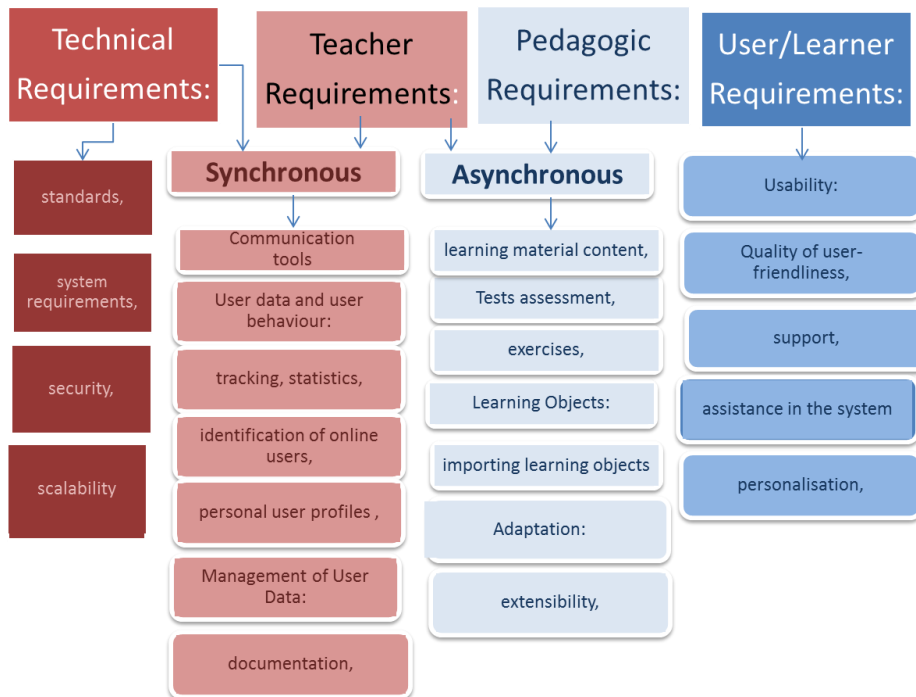 Technical
Requirements:
Teacher
Requirements:
Pedagogic
Requirements:
User/Learner
Requirements:
standards,
system
requirements,
security,
scalability
Synchronous
Communication
tools
User data and user
behaviour:
tracking, statistics,
identification of online
users,
personal user profiles ,
Management of User
Data:
documentation,
Asynchronous
learning material content,
Tests assessment,
exercises,
Learning Objects:
importing learning objects
Adaptation:
extensibility,
Usability:
Quality of user-
friendliness,
support,
assistance in the system
personalisation,